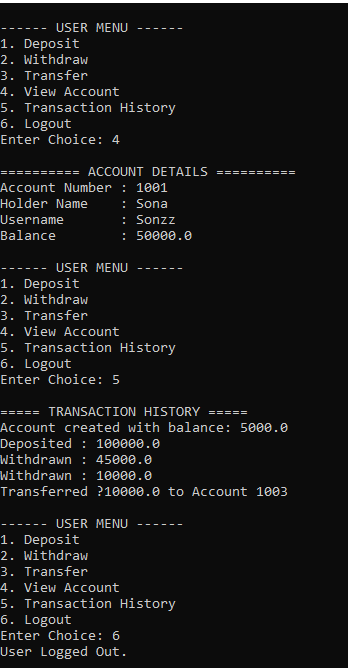 ------ USER MENU ------
1. Deposit
2. Withdraw
3. Transfer
4. View Account
5. Transaction History
6. Logout
Enter Choice: 4
========== ACCOUNT DETAILS ==========
Account Number : 1001
Holder Name    : Sona
Username       : Sonzz
Balance        : 50000.0
------ USER MENU ------
1. Deposit
2. Withdraw
3. Transfer
4. View Account
5. Transaction History
6. Logout
Enter Choice: 5
===== TRANSACTION HISTORY =====
Account created with balance: 5000.0
Deposited : 100000.0
Withdrawn : 45000.0
Withdrawn : 10000.0
Transferred ?10000.0 to Account 1003
------ USER MENU ------
1. Deposit
2. Withdraw
3. Transfer
4. View Account
5. Transaction History
6. Logout
Enter Choice: 6
User Logged Out.